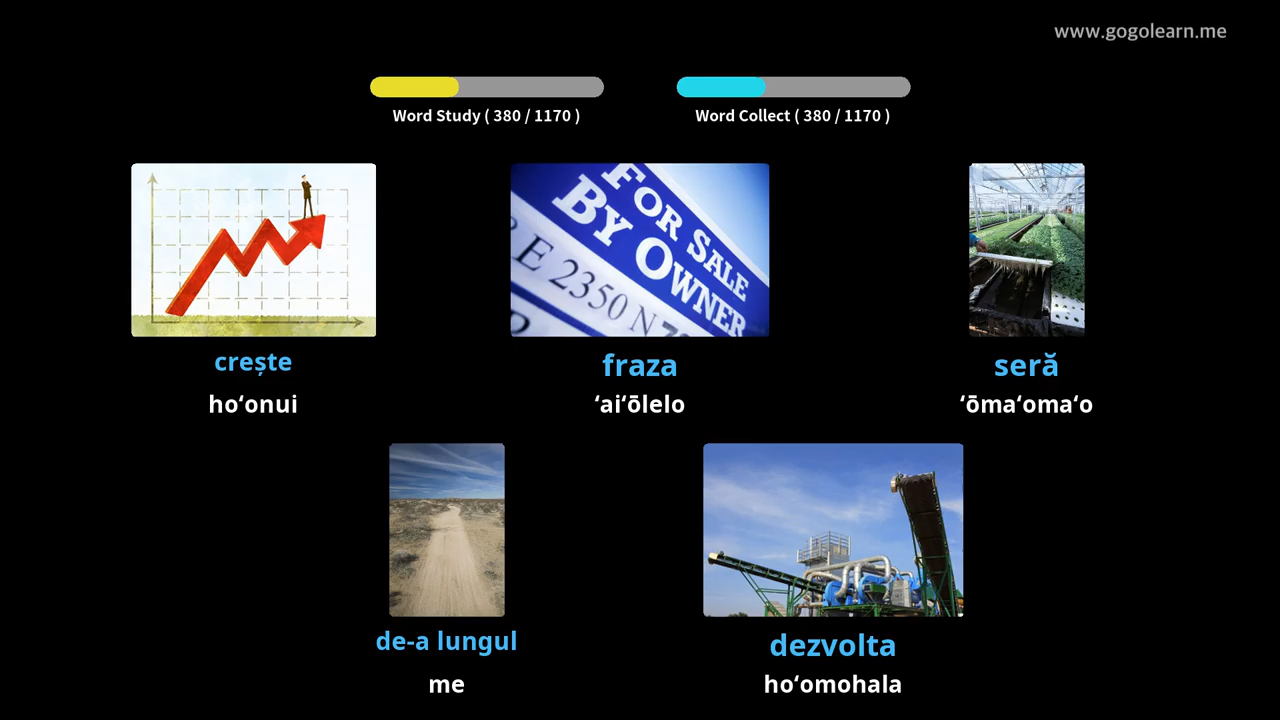 www.gogolearn.me
Word Study ( 380 / 1170 )
Word Collect ( 380 / 1170 )
FOR SALE
BY OWNER
E 2350 N
crește
fraza
seră
hoʻonui
ʻaiʻōlelo
ʻōmaʻomaʻo
de-a lungul
dezvolta
me
hoʻomohala